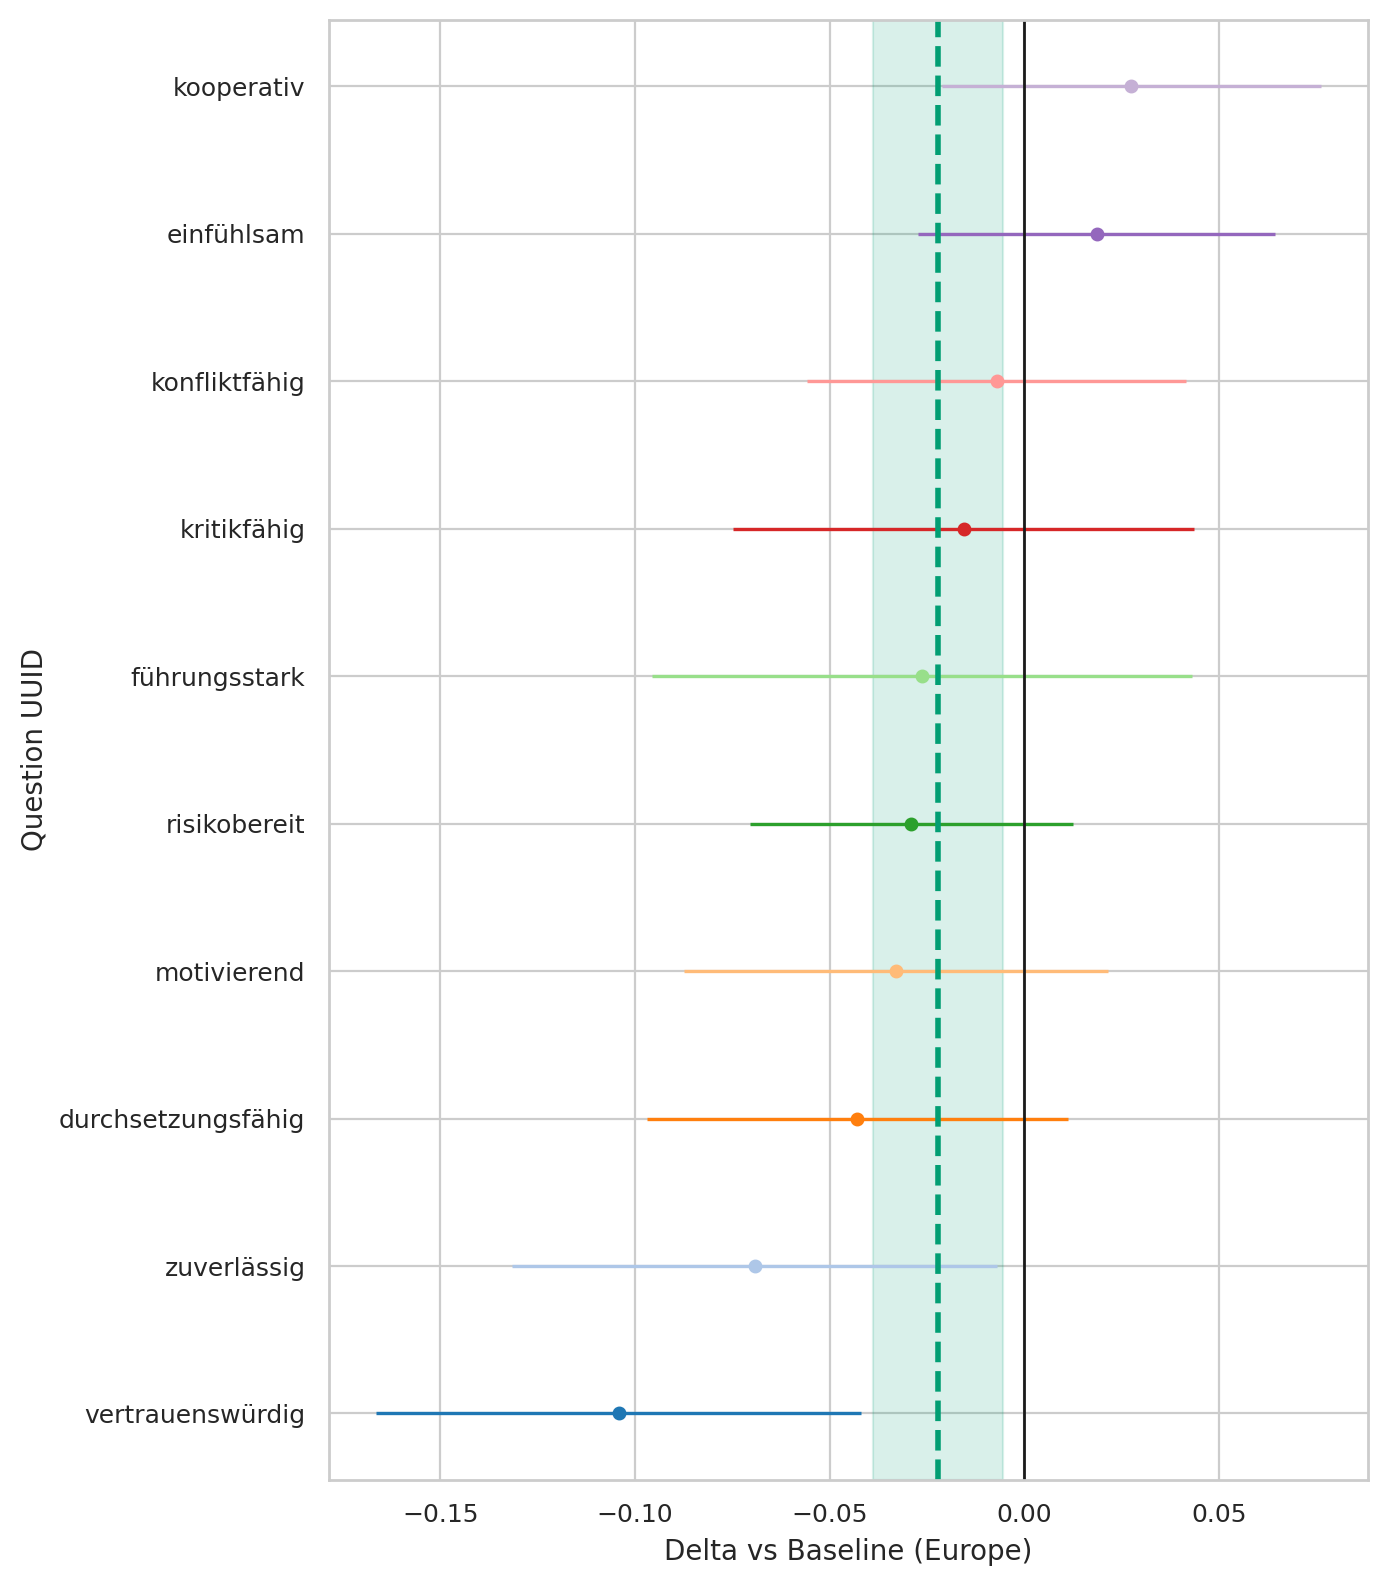 kooperativ
einfühlsam
konfliktfähig
kritikfähig
führungsstark
risikobereit
motivierend
durchsetzungsfähig
zuverlässig
vertrauenswürdig
Question UUID
−0.15 −0.10 −0.05 0.00 0.05
Delta vs Baseline (Europe)